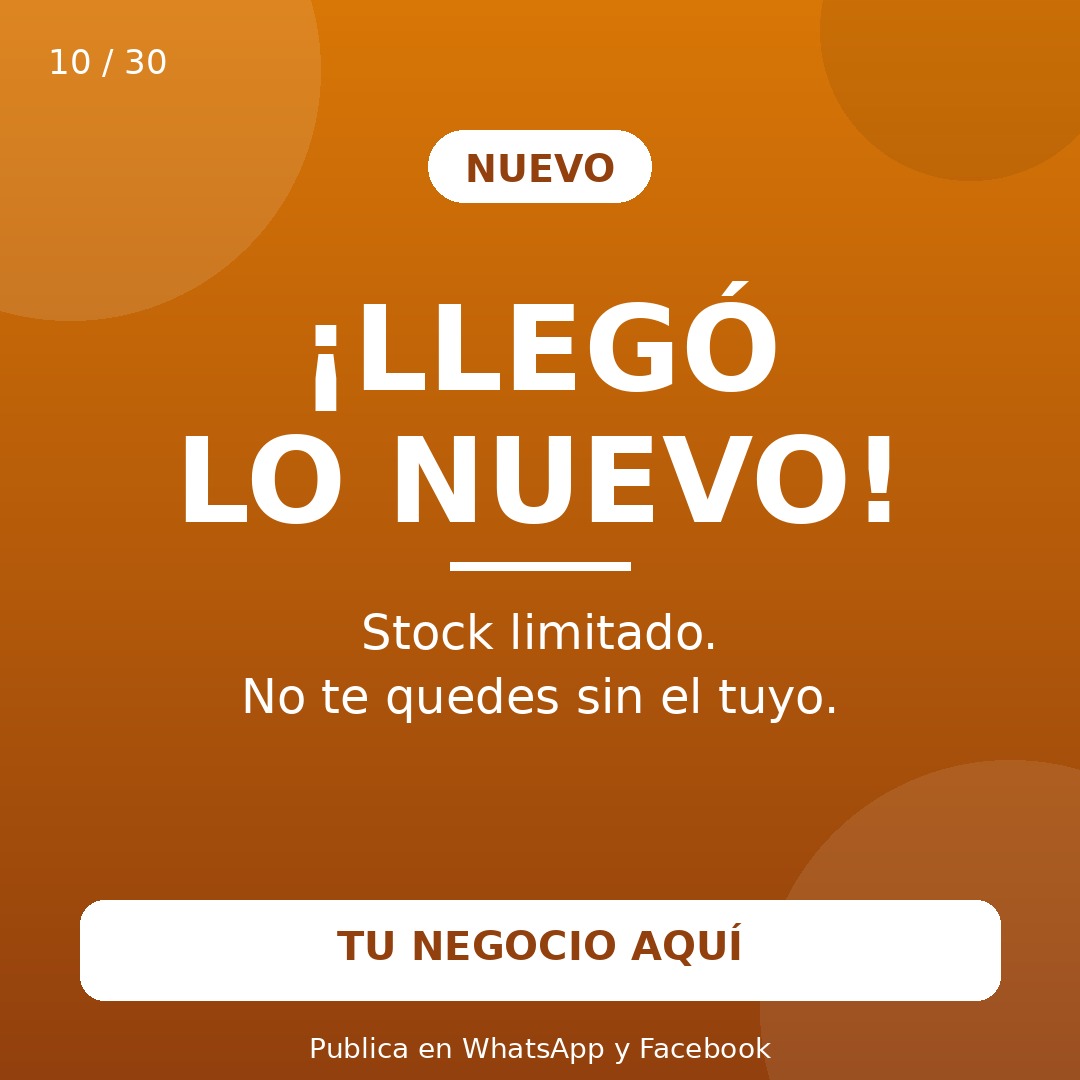 10 / 30
NUEVO
¡LLEGÓ
LO NUEVO!
Stock limitado.
No te quedes sin el tuyo.
TU NEGOCIO AQUÍ
Publica en WhatsApp y Facebook